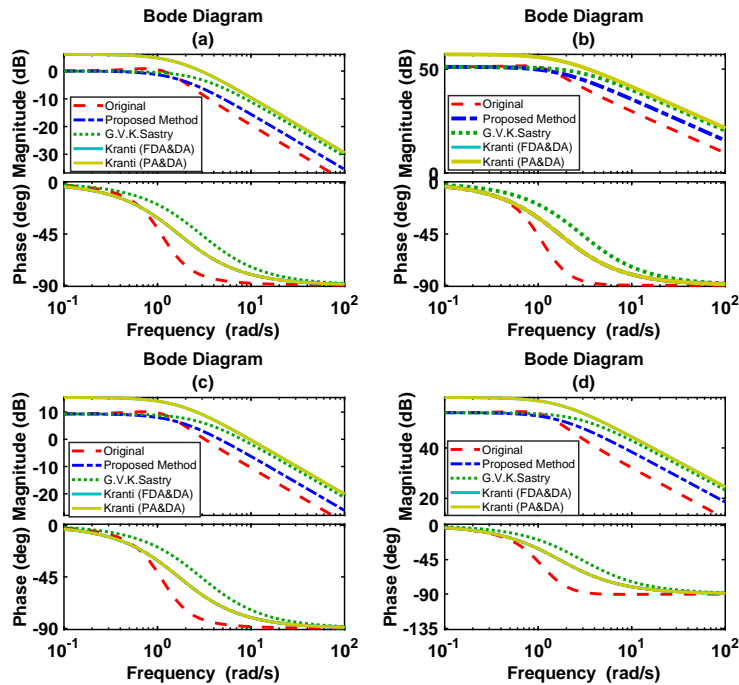 Bode Diagram
(a)
Magnitude (dB)
0
-10
-20
-30
Original
Proposed Method
G.V.K.Sastry
Kranti (FDA&DA)
Kranti (PA&DA)
Phase (deg)
0
-45
-90
10^-1
10^0
10^1
10^2
Frequency (rad/s)
Bode Diagram
(b)
Magnitude (dB)
50
0
Original
Proposed Method
G.V.K.Sastry
Kranti (FDA&DA)
Kranti (PA&DA)
Phase (deg)
0
-45
-90
10^-1
10^0
10^1
10^2
Frequency (rad/s)
Bode Diagram
(c)
Magnitude (dB)
10
0
-10
-20
Original
Proposed Method
G.V.K.Sastry
Kranti (FDA&DA)
Kranti (PA&DA)
Phase (deg)
0
-45
-90
10^-1
10^0
10^1
10^2
Frequency (rad/s)
Bode Diagram
(d)
Magnitude (dB)
40
20
Original
Proposed Method
G.V.K.Sastry
Kranti (FDA&DA)
Kranti (PA&DA)
Phase (deg)
0
-45
-90
-135
10^-1
10^0
10^1
10^2
Frequency (rad/s)